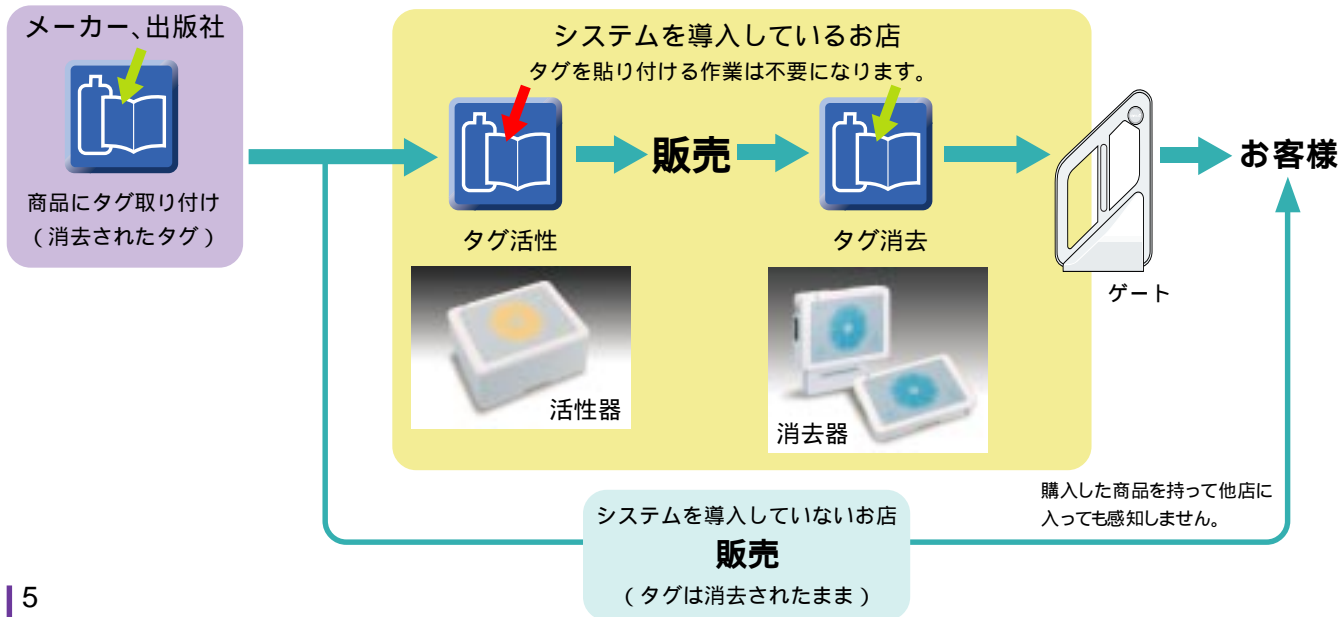 メーカー、出版社
商品にタグ取り付け
(消去されたタグ)
システムを導入しているお店
タグを貼り付ける作業は不要になります。
タグ活性
販売
タグ消去
活性器
消去器
ゲート
お客様
購入した商品を持って他店に
入っても感知しません。
システムを導入していないお店
販売
(タグは消去されたまま)
5